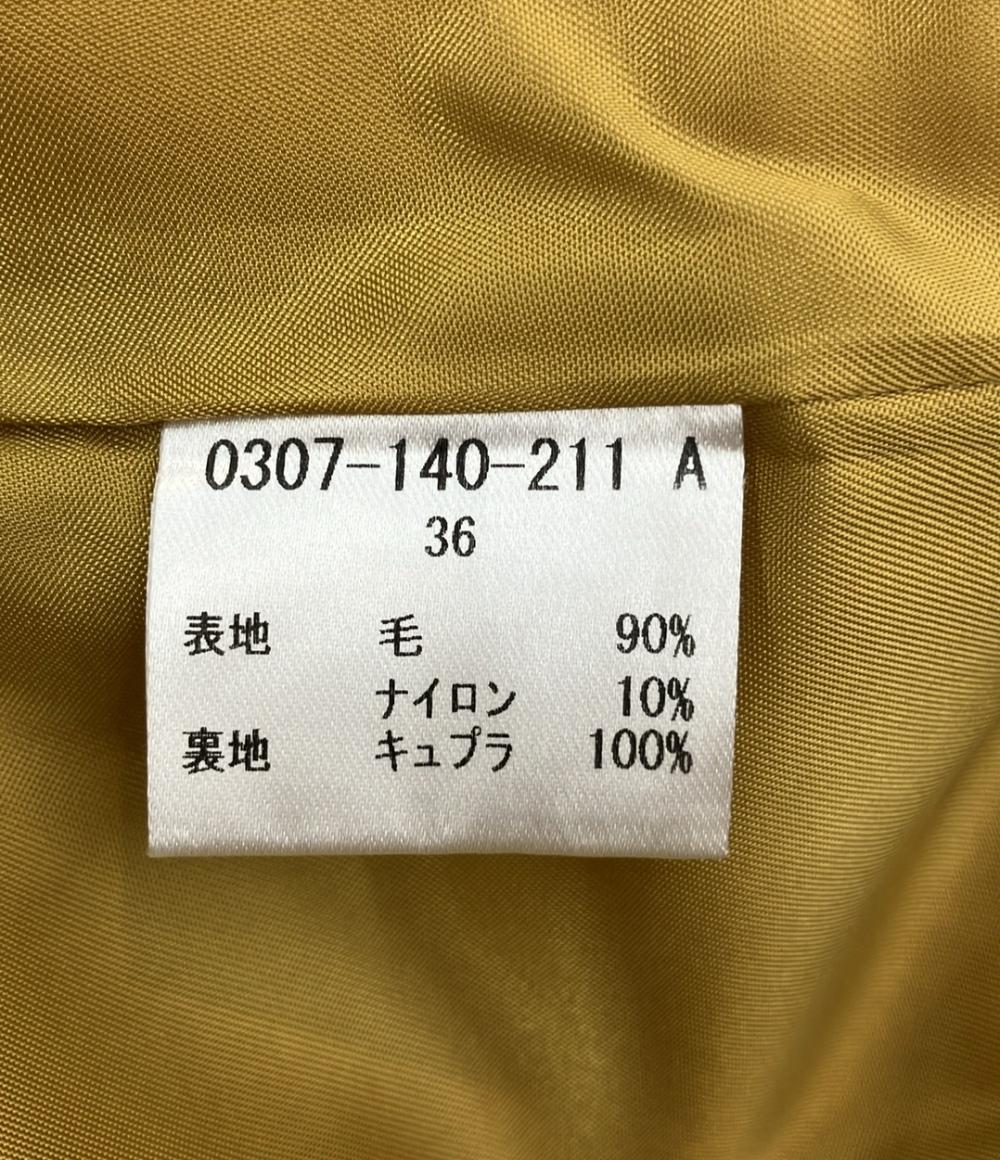 0307-140-211 A
36
表地 毛 90%
ナイロン 10%
裏地 キュプラ 100%